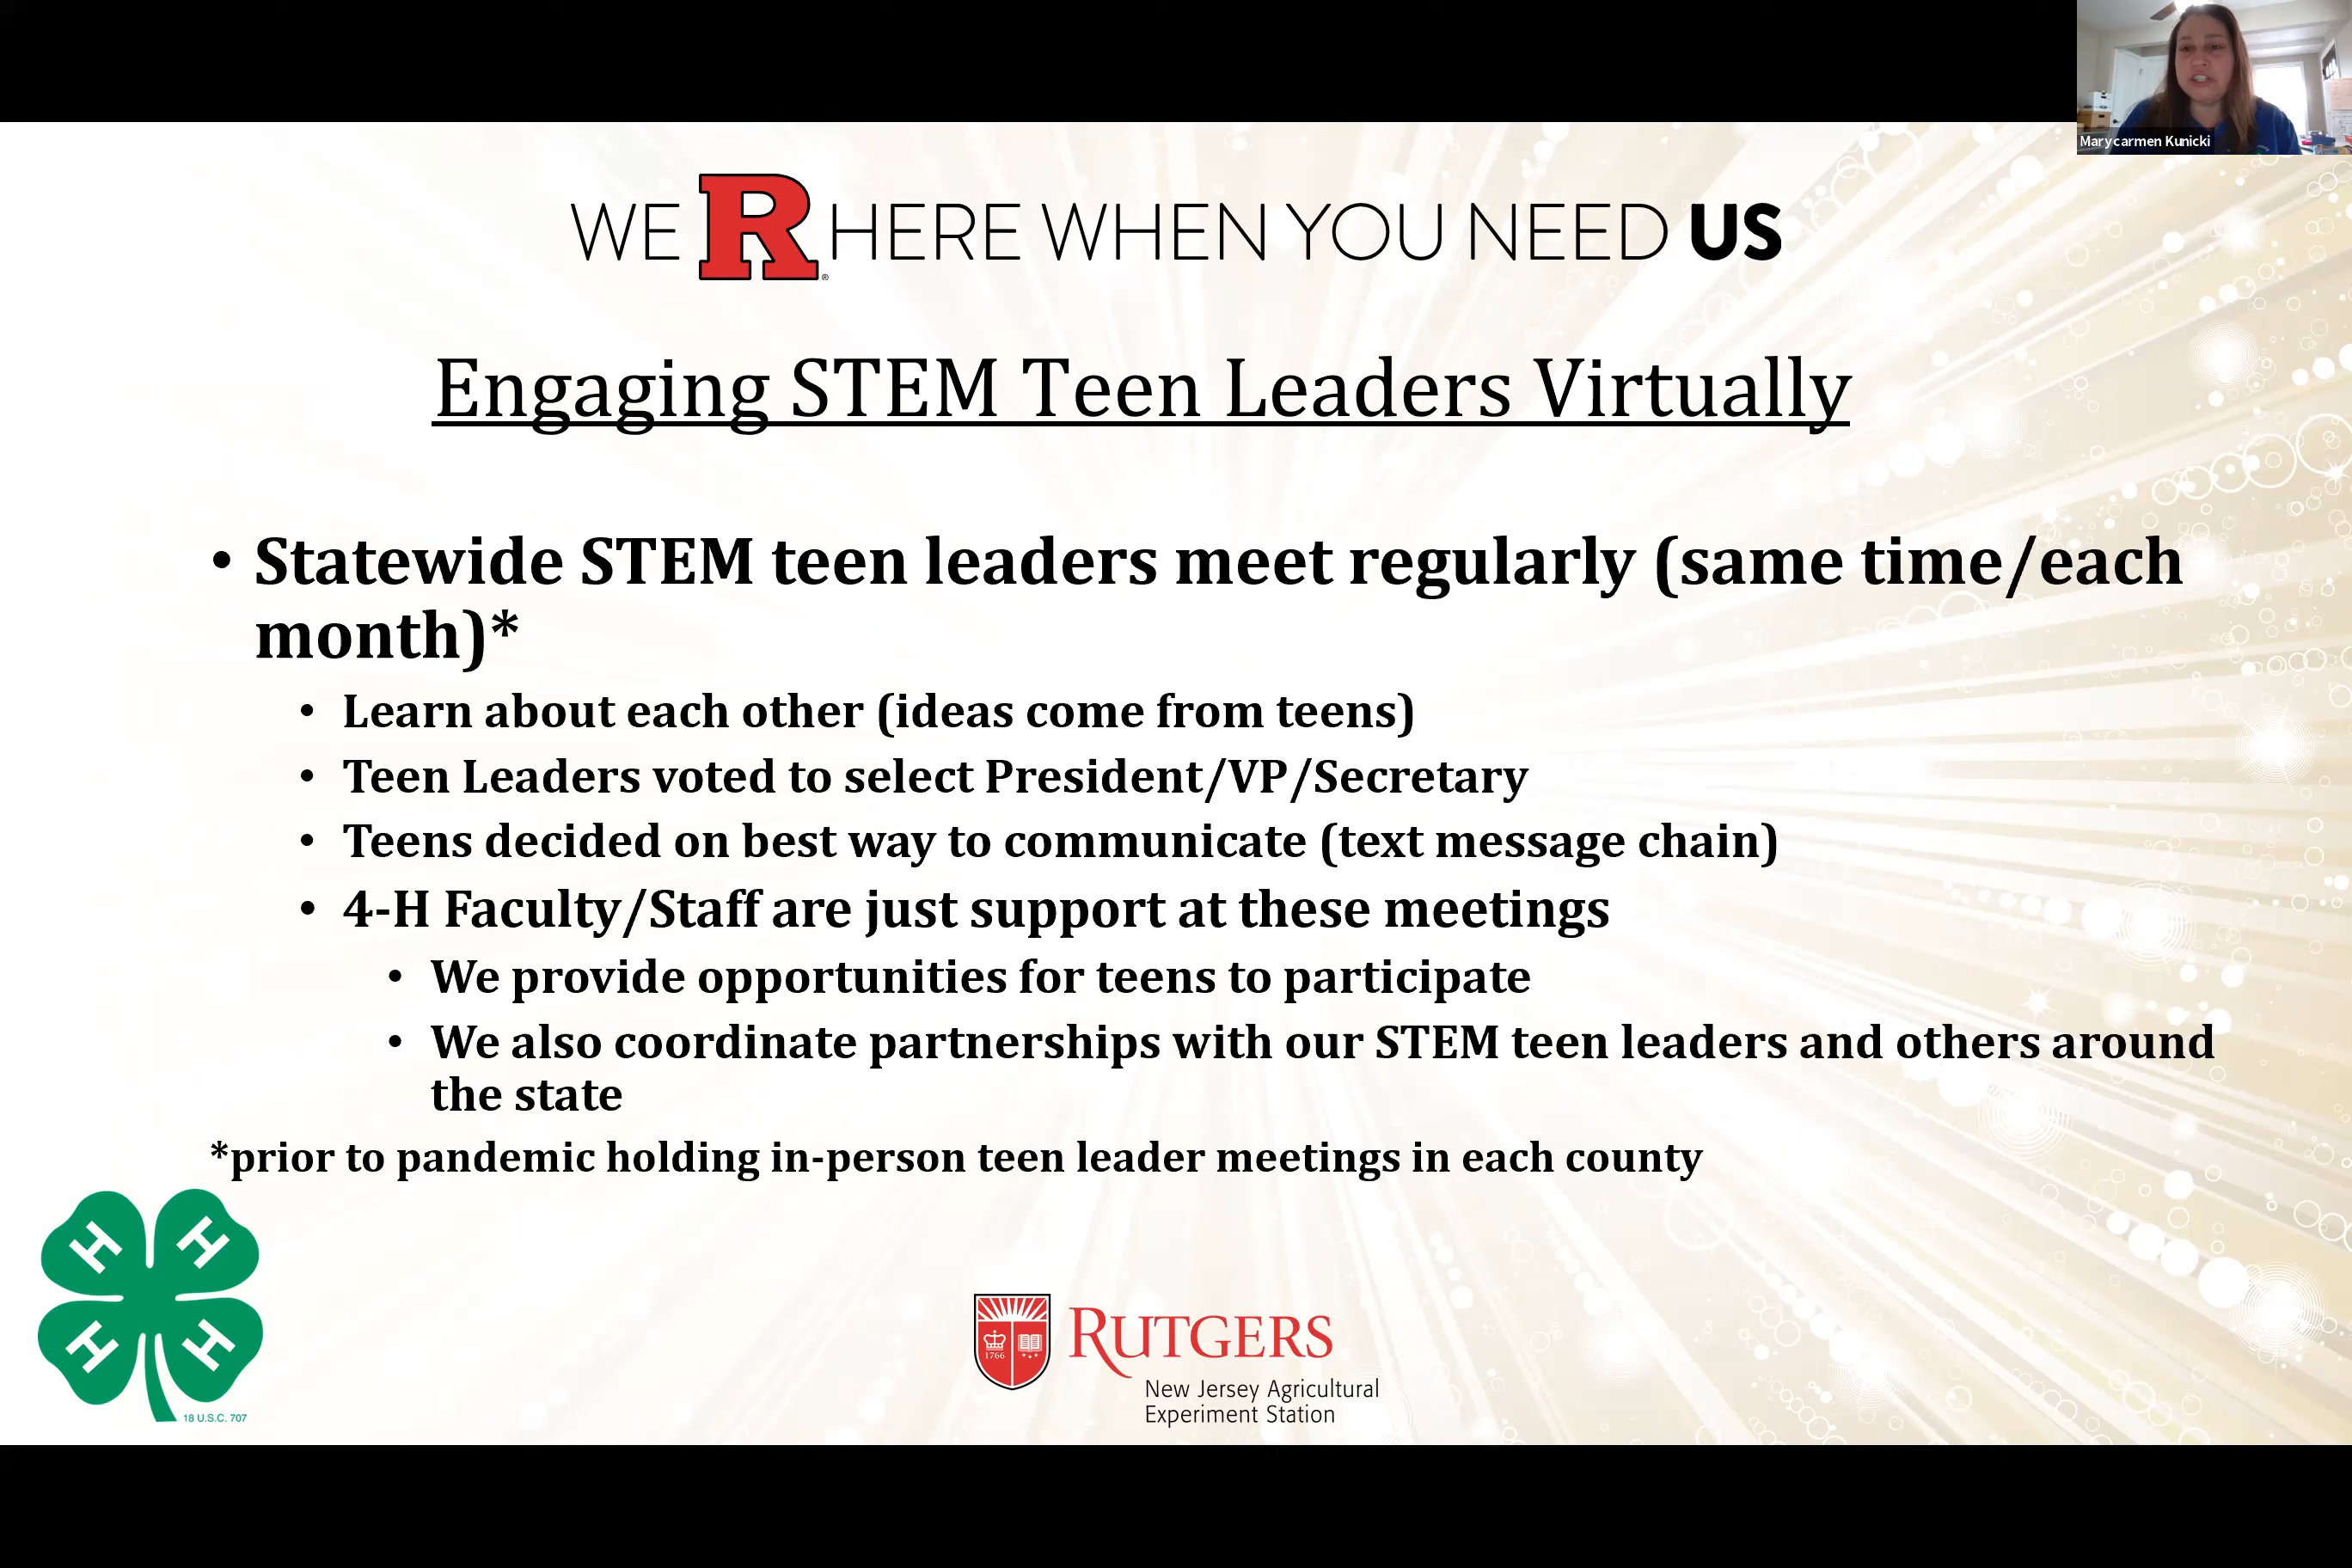 Marycarmen Kunicki
WE R HERE WHEN YOU NEED US
®
Engaging STEM Teen Leaders Virtually
• Statewide STEM teen leaders meet regularly (same time/each
month)*
• Learn about each other (ideas come from teens)
• Teen Leaders voted to select President/VP/Secretary
• Teens decided on best way to communicate (text message chain)
• 4-H Faculty/Staff are just support at these meetings
• We provide opportunities for teens to participate
• We also coordinate partnerships with our STEM teen leaders and others around
the state
*prior to pandemic holding in-person teen leader meetings in each county
H H
H H
18 U.S.C. 707
1766
RUTGERS
New Jersey Agricultural
Experiment Station